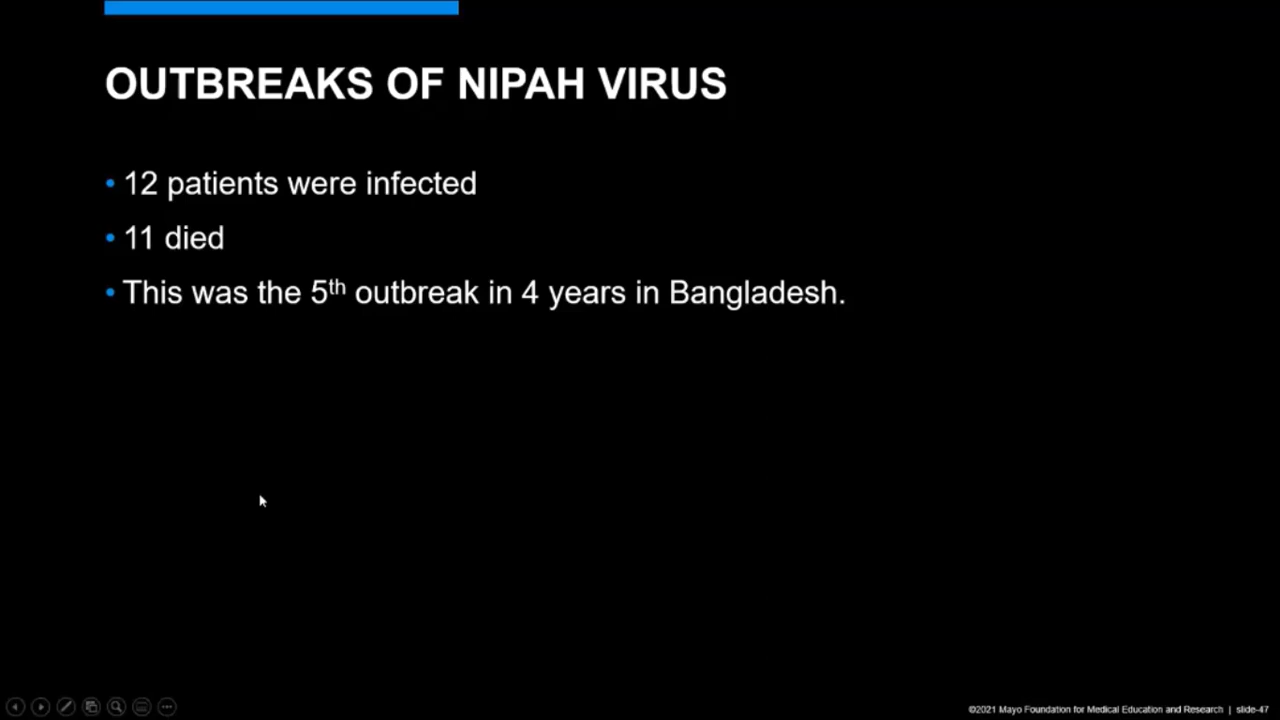 OUTBREAKS OF NIPAH VIRUS
• 12 patients were infected
• 11 died
• This was the 5th outbreak in 4 years in Bangladesh.
©2021 Mayo Foundation for Medical Education and Research | slide-47